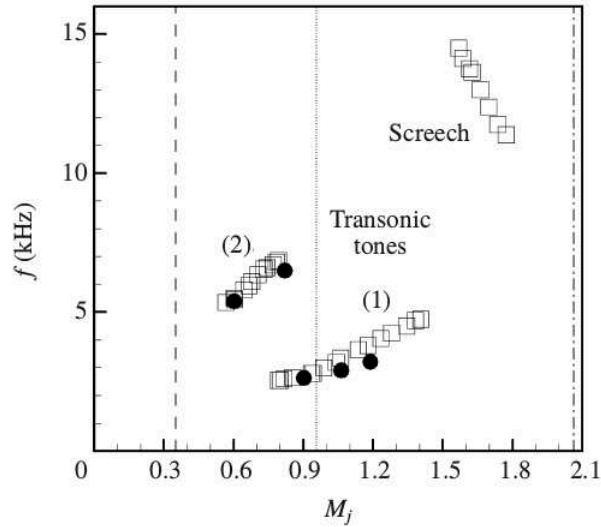 15
10
5
0
f (kHz)
Screech
(2)
Transonic
tones
(1)
0.3
0.6
0.9
1.2
1.5
1.8
2.1
M_j